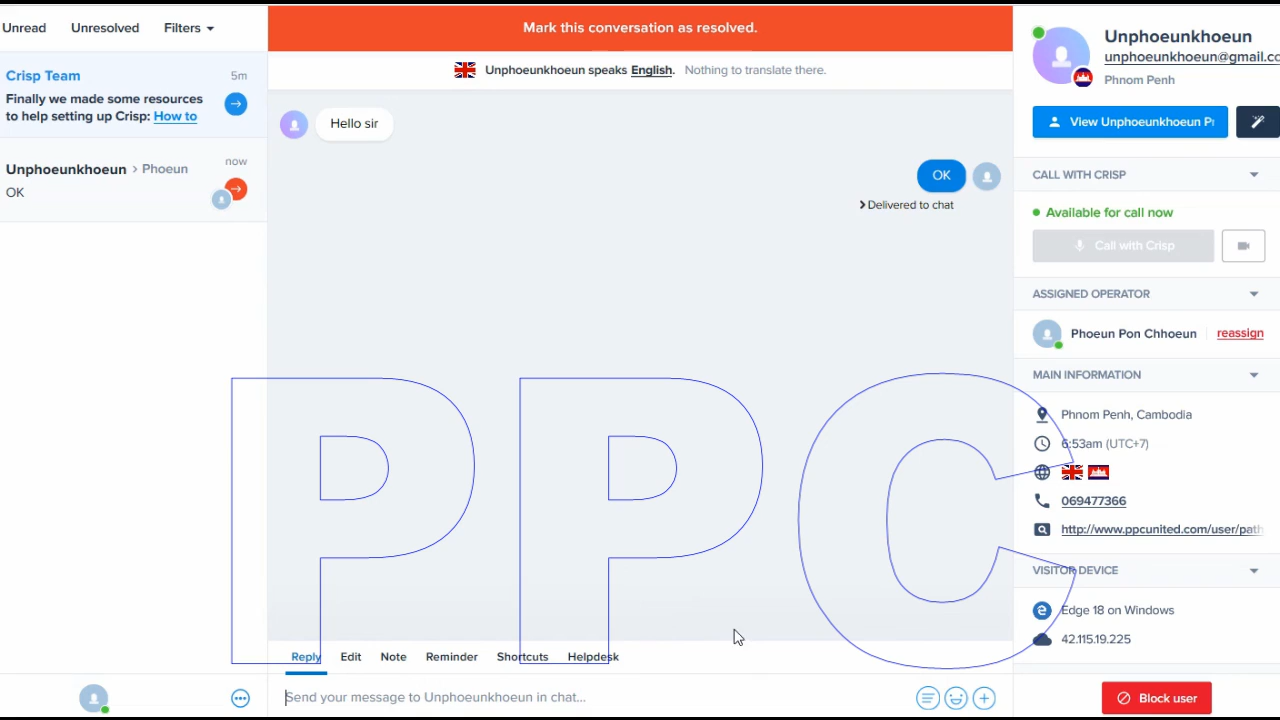 Unread Unresolved Filters
Crisp Team 5m
Finally we made some resources
to help setting up Crisp: How to
Unphoeunkhoeun > Phoeun now
OK
Mark this conversation as resolved.
Unphoeunkhoeun speaks English. Nothing to translate there.
Hello sir
OK
Delivered to chat
PPC
Reply Edit Note Reminder Shortcuts Helpdesk
Send your message to Unphoeunkhoeun in chat...
Unphoeunkhoeun
unphoeunkhoeun@gmail.co
Phnom Penh
View Unphoeunkhoeun Pr
CALL WITH CRISP
Available for call now
Call with Crisp
ASSIGNED OPERATOR
Phoeun Pon Chhoeun reassign
MAIN INFORMATION
Phnom Penh, Cambodia
6:53am (UTC+7)
069477366
http://www.ppcunited.com/user/path
VISITOR DEVICE
Edge 18 on Windows
42.115.19.225
Block user